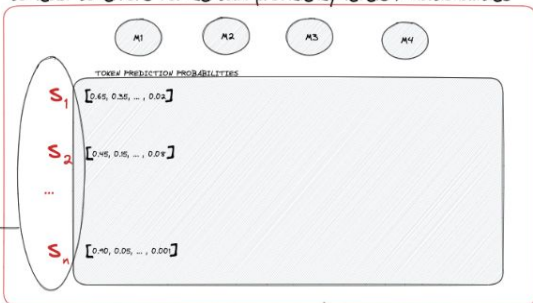 M1 M2 M3 M4
TOKEN PREDICTION PROBABILITIES
S1 [0.65, 0.35, ... , 0.02]
S2 [0.45, 0.15, ... , 0.08]
...
Sn [0.90, 0.05, ... , 0.001]